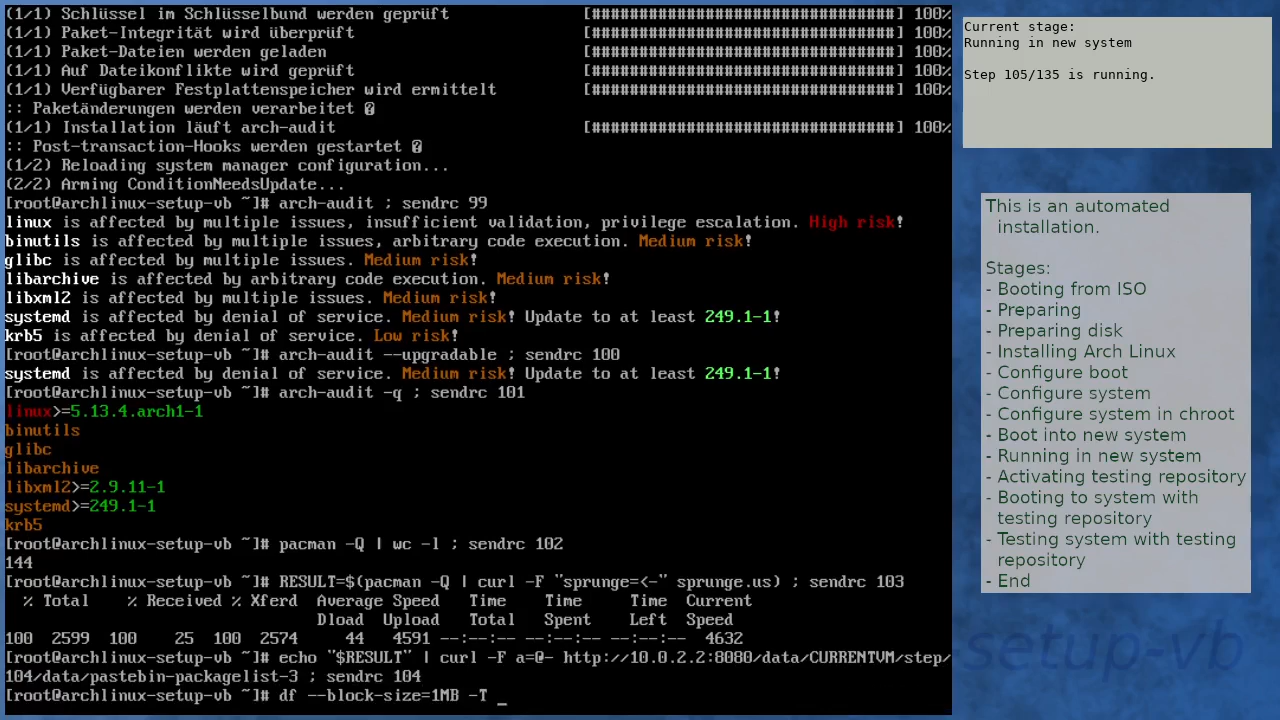 (1/1) Schlüssel im Schlüsselbund werden geprüft [################################] 100%
(1/1) Paket-Integrität wird überprüft [################################] 100%
(1/1) Paket-Dateien werden geladen [################################] 100%
(1/1) Auf Dateikonflikte wird geprüft [################################] 100%
(1/1) Verfügbarer Festplattenspeicher wird ermittelt [################################] 100%
:: Paketänderungen werden verarbeitet �
(1/1) Installation läuft arch-audit [################################] 100%
:: Post-transaction-Hooks werden gestartet �
(1/2) Reloading system manager configuration...
(2/2) Arming ConditionNeedsUpdate...
[root@archlinux-setup-vb ~]# arch-audit ; sendrc 99
linux is affected by multiple issues, insufficient validation, privilege escalation. High risk!
binutils is affected by multiple issues, arbitrary code execution. Medium risk!
glibc is affected by multiple issues. Medium risk!
libarchive is affected by arbitrary code execution. Medium risk!
libxml2 is affected by multiple issues. Medium risk!
systemd is affected by denial of service. Medium risk! Update to at least 249.1-1!
krb5 is affected by denial of service. Low risk!
[root@archlinux-setup-vb ~]# arch-audit --upgradable ; sendrc 100
systemd is affected by denial of service. Medium risk! Update to at least 249.1-1!
[root@archlinux-setup-vb ~]# arch-audit -q ; sendrc 101
linux>=5.13.4.arch1-1
binutils
glibc
libarchive
libxml2>=2.9.11-1
systemd>=249.1-1
krb5
[root@archlinux-setup-vb ~]# pacman -Q | wc -l ; sendrc 102
144
[root@archlinux-setup-vb ~]# RESULT=$(pacman -Q | curl -F "sprunge=<-" sprunge.us) ; sendrc 103
% Total % Received % Xferd Average Speed Time Time Time Current
Dload Upload Total Spent Left Speed
100 2599 100 25 100 2574 44 4591 --:--:-- --:--:-- --:--:-- 4632
[root@archlinux-setup-vb ~]# echo "$RESULT" | curl -F a=@- http://10.0.2.2:8080/data/CURRENTVM/step/
104/data/pastebin-packagelist-3 ; sendrc 104
[root@archlinux-setup-vb ~]# df --block-size=1MB -T _
Current stage:
Running in new system
Step 105/135 is running.
This is an automated
installation.
Stages:
- Booting from ISO
- Preparing
- Preparing disk
- Installing Arch Linux
- Configure boot
- Configure system
- Configure system in chroot
- Boot into new system
- Running in new system
- Activating testing repository
- Booting to system with
testing repository
- Testing system with testing
repository
- End
setup-vb